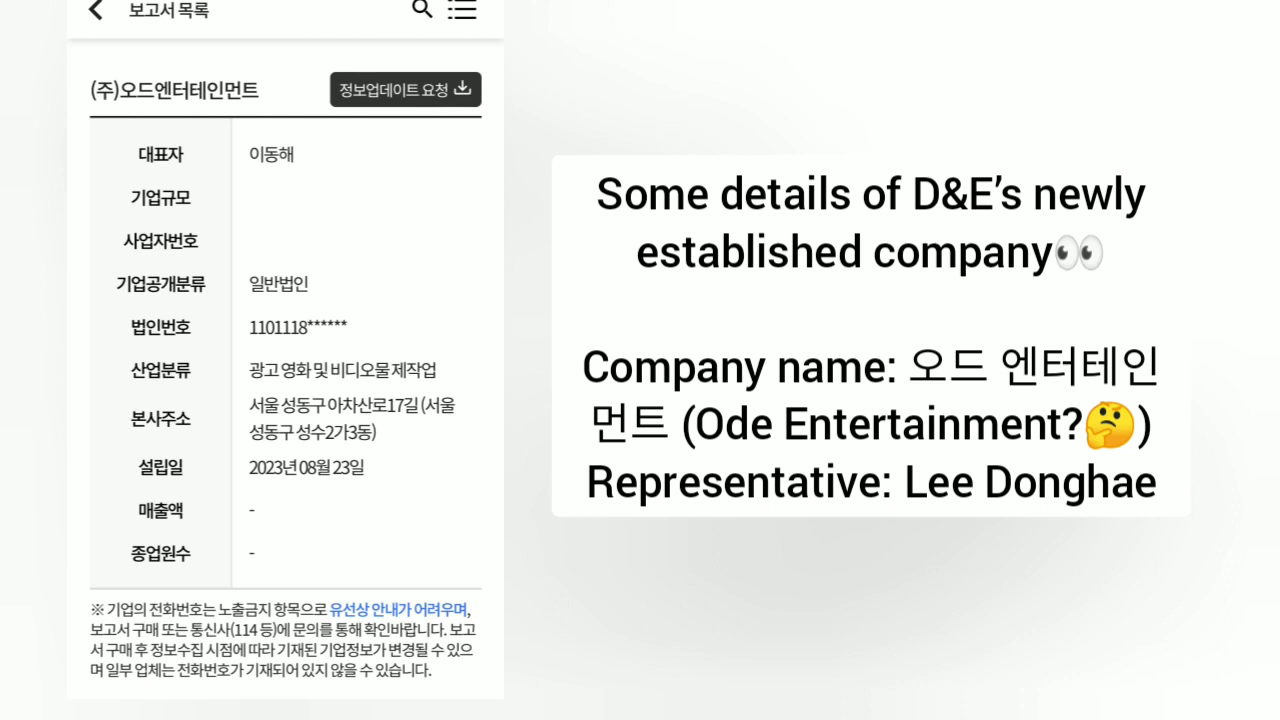 보고서 목록
(주)오드엔터테인먼트
정보업데이트 요청
대표자 이동해
기업규모
사업자번호
기업공개분류 일반법인
법인번호 1101118******
산업분류 광고 영화 및 비디오물 제작업
본사주소 서울 성동구 아차산로17길 (서울
성동구 성수2가3동)
설립일 2023년 08월 23일
매출액 -
종업원수 -
※ 기업의 전화번호는 노출금지 항목으로 유선상 안내가 어려우며,
보고서 구매 또는 통신사(114 등)에 문의를 통해 확인바랍니다. 보고
서 구매 후 정보수집 시점에 따라 기재된 기업정보가 변경될 수 있으
며 일부 업체는 전화번호가 기재되어 있지 않을 수 있습니다.
Some details of D&E’s newly
established company👀
Company name: 오드 엔터테인
먼트 (Ode Entertainment?🤔)
Representative: Lee Donghae